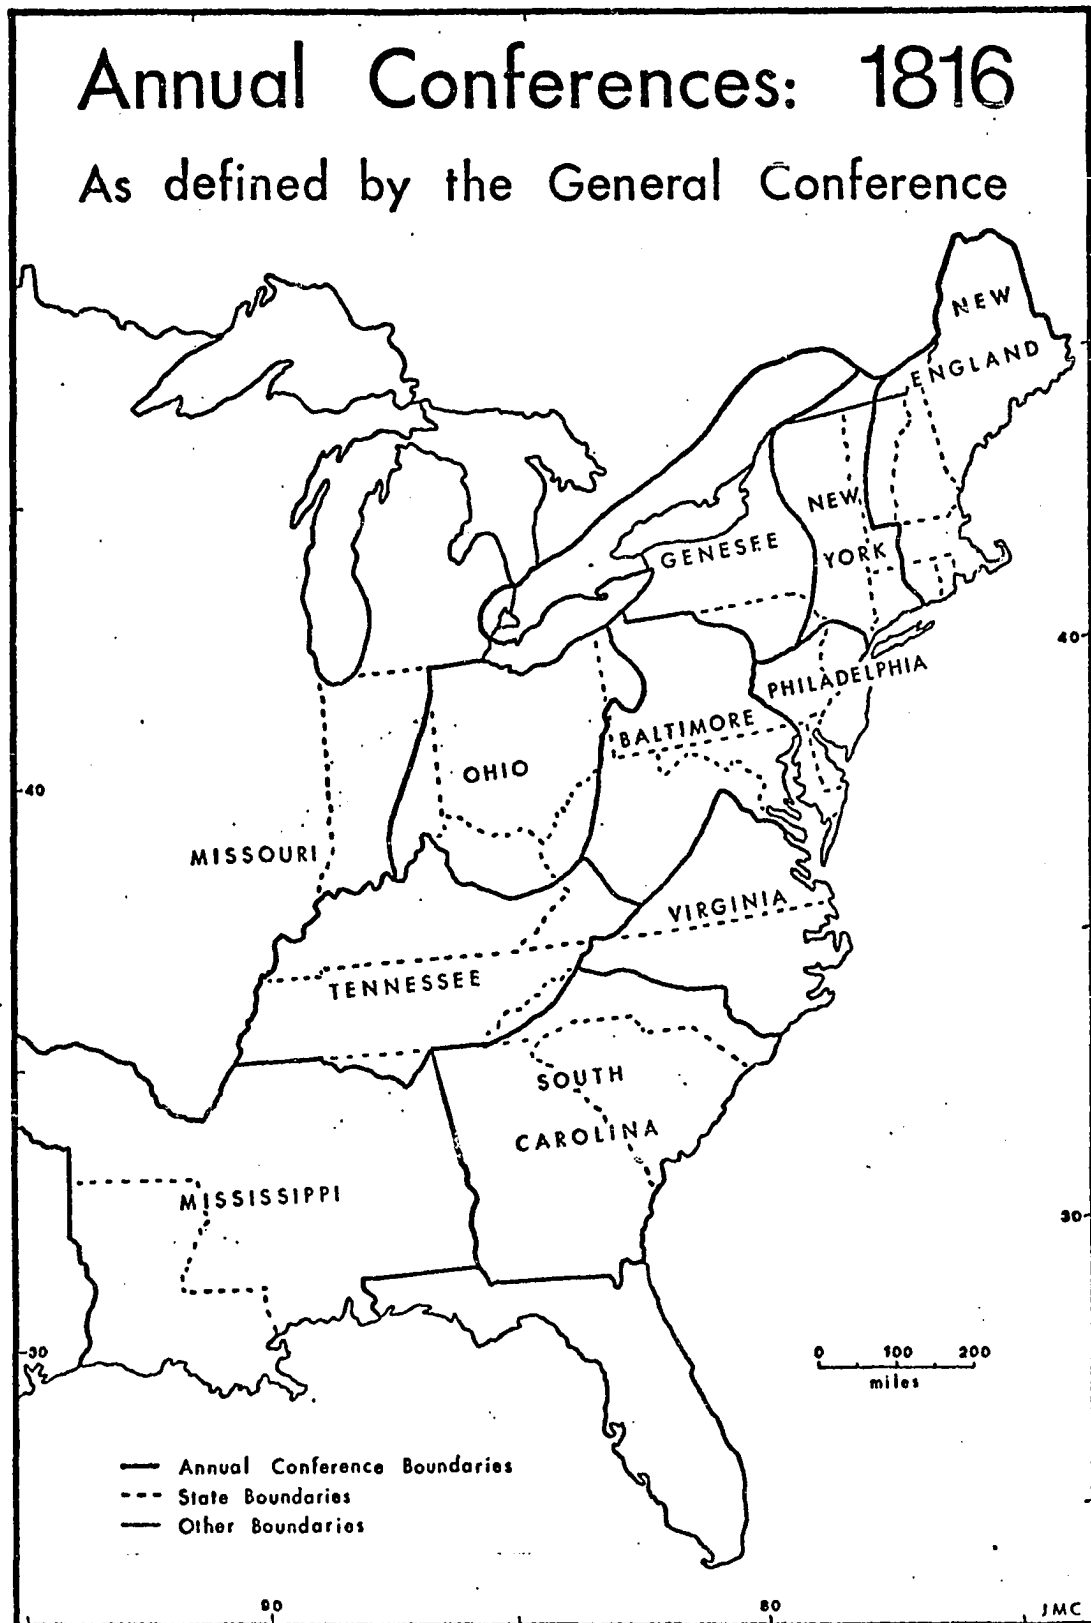 Annual Conferences: 1816
As defined by the General Conference
NEW
ENGLAND
NEW
YORK
GENESEE
40
PHILADELPHIA
BALTIMORE
OHIO
40
MISSOURI
VIRGINIA
TENNESSEE
SOUTH
CAROLINA
MISSISSIPPI
30
30
0 100 200
miles
Annual Conference Boundaries
State Boundaries
Other Boundaries
90
80
JMC